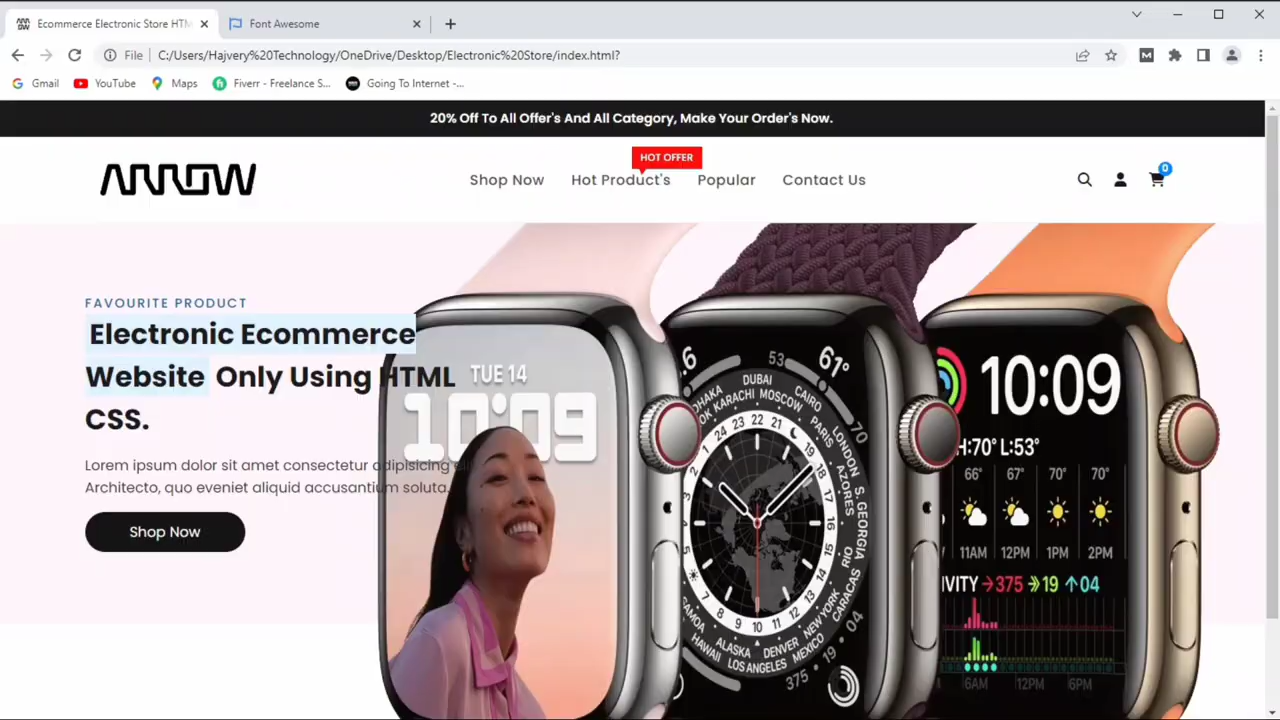 Ecommerce Electronic Store HTM
Font Awesome
File
C:/Users/Hajvery%20Technology/OneDrive/Desktop/Electronic%20Store/index.html?
Gmail
YouTube
Maps
Fiverr - Freelance S...
Going To Internet -...
20% Off To All Offer's And All Category, Make Your Order's Now.
HOT OFFER
ARROW
Shop Now
Hot Product's
Popular
Contact Us
0
FAVOURITE PRODUCT
Electronic Ecommerce
Website Only Using HTML
CSS.
Lorem ipsum dolor sit amet consectetur adipisicing
Architecto, quo eveniet aliquid accusantium soluta.
Shop Now
TUE 14
10:09
61°
53
70
DUBAI
KARACHI
MOSCOW
CAIRO
PARIS
LONDON
AZORES
S. GEORGIA
RIO
CARACAS
NEW YORK
MEXICO
DENVER
LOS ANGELES
ALASKA
HAWAII
375 • 19 • 04
10:09
H:70° L:53°
66° 67° 70° 70°
11AM 12PM 1PM 2PM
375 19 04
6AM 12PM 6PM